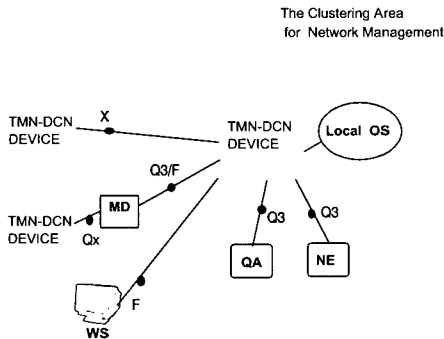 The Clustering Area
for Network Management
X
TMN-DCN
DEVICE
TMN-DCN
DEVICE
Local OS
Q3/F
MD
TMN-DCN
DEVICE
Qx
Q3
Q3
QA
NE
F
WS